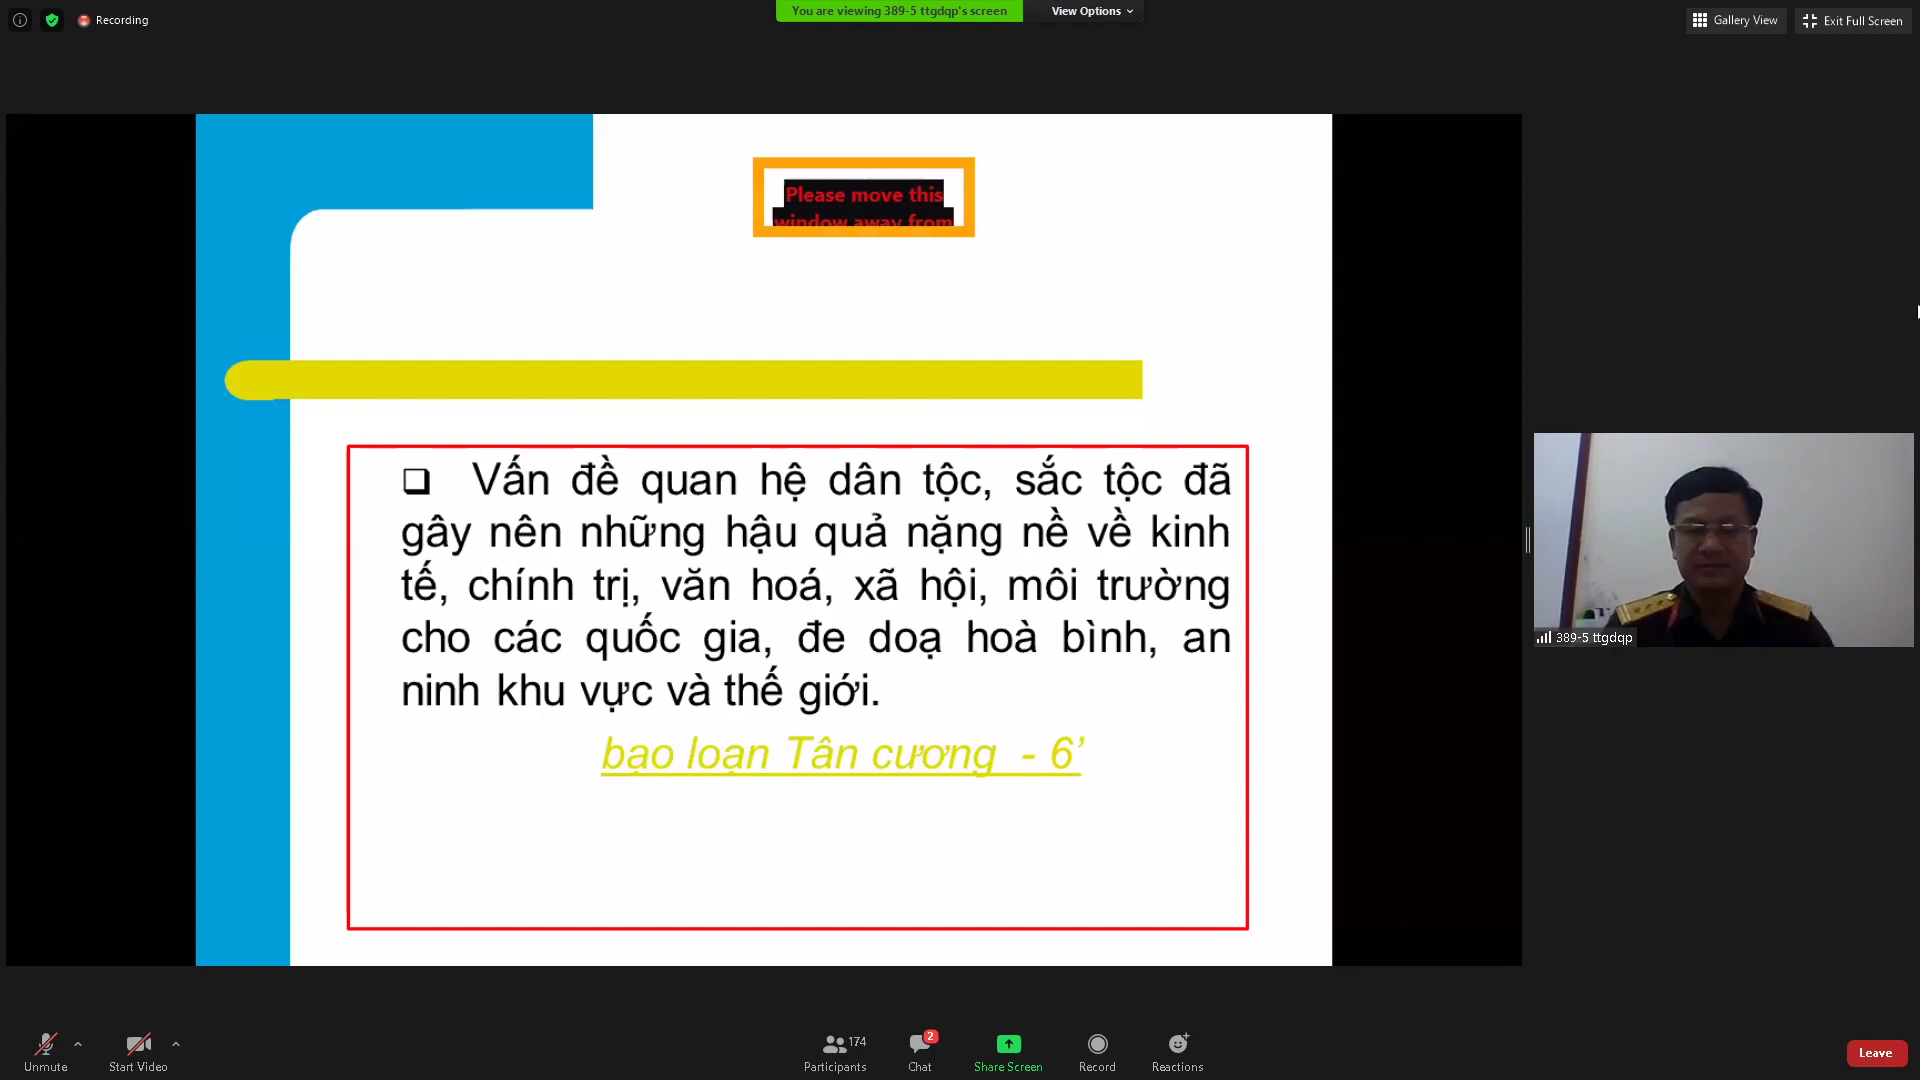 Recording
You are viewing 389-5 ttgdqp's screen
View Options
Gallery View
Exit Full Screen
Please move this
window away from
Vấn đề quan hệ dân tộc, sắc tộc đã
gây nên những hậu quả nặng nề về kinh
tế, chính trị, văn hoá, xã hội, môi trường
cho các quốc gia, đe doạ hoà bình, an
ninh khu vực và thế giới.
bạo loạn Tân cương - 6’
389-5 ttgdqp
Unmute
Start Video
174
Participants
2
Chat
Share Screen
Record
Reactions
Leave